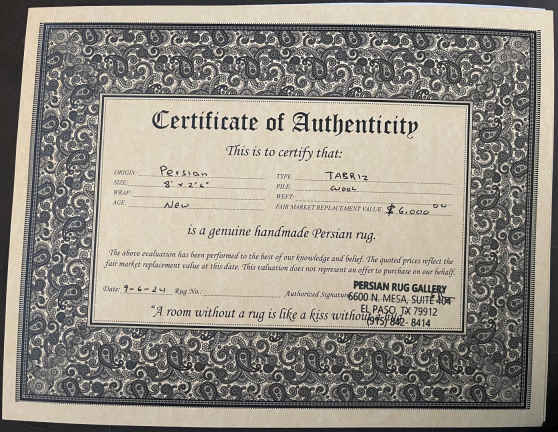 Certificate of Authenticity
This is to certify that:
ORIGIN: Persian TYPE: TABRIZ
SIZE: 8' x 2'6" PILE: wool
WRAP: WEFT:
AGE: New FAIR MARKET REPLACEMENT VALUE $6,000 00
is a genuine handmade Persian rug.
The above evaluation has been performed to the best of our knowledge and belief. The quoted prices reflect the
fair market replacement value at this date. This valuation does not represent an offer to purchase on our behalf.
Date: 9-6-24 Rug No.: Authorized Signature
PERSIAN RUG GALLERY
6600 N. MESA, SUITE 404
EL PASO, TX 79912
(915) 842-8414
"A room without a rug is like a kiss without a